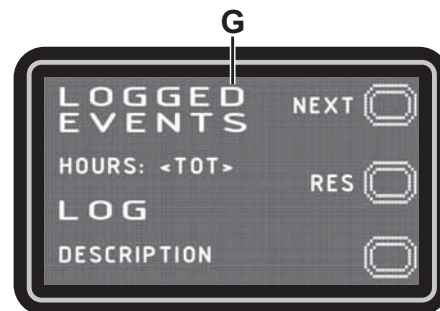 G
LOGGED
EVENTS
NEXT
HOURS: <TOT>
RES
LOG
DESCRIPTION